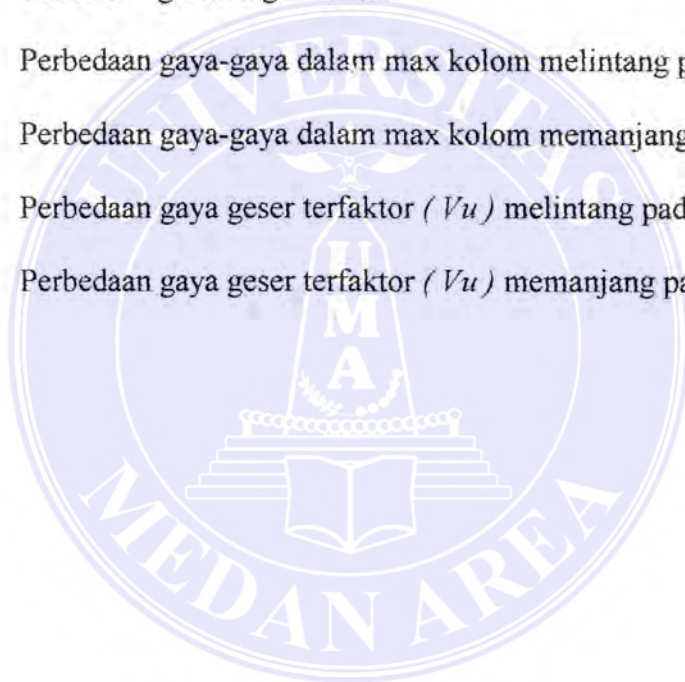 Perbedaan gaya-gaya dalam max kolom melintang
Perbedaan gaya-gaya dalam max kolom memanjang
Perbedaan gaya geser terfaktor ( Vu ) melintang pad
Perbedaan gaya geser terfaktor ( Vu ) memanjang pa
UNIVERSITAS
U
M
A
MEDAN AREA